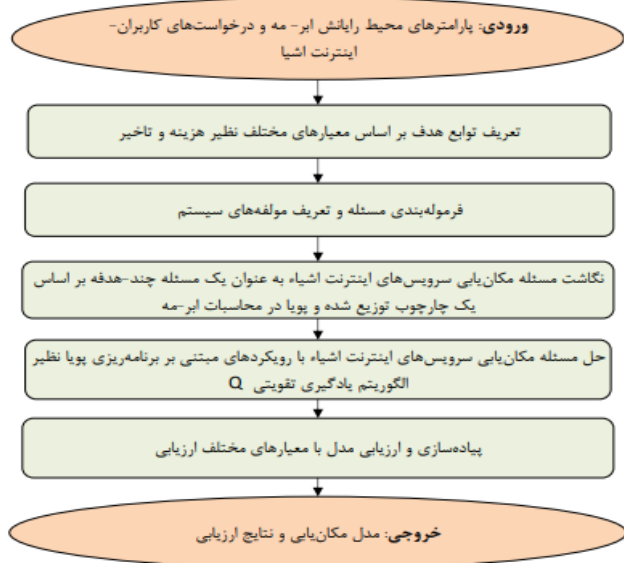 ورودی: پارامترهای محیط رایانش ابر- مه و درخواست‌های کاربران-
اینترنت اشیا
تعریف توابع هدف بر اساس معیارهای مختلف نظیر هزینه و تاخیر
فرموله‌بندی مسئله و تعریف مولفه‌های سیستم
نگاشت مسئله مکان‌یابی سرویس‌های اینترنت اشیاء به عنوان یک مسئله چند-هدفه بر اساس
یک چارچوب توزیع شده و پویا در محاسبات ابر-مه
حل مسئله مکان‌یابی سرویس‌های اینترنت اشیاء با رویکردهای مبتنی بر برنامه‌ریزی پویا نظیر
الگوریتم یادگیری تقویتی Q
پیاده‌سازی و ارزیابی مدل با معیارهای مختلف ارزیابی
خروجی: مدل مکان‌یابی و نتایج ارزیابی